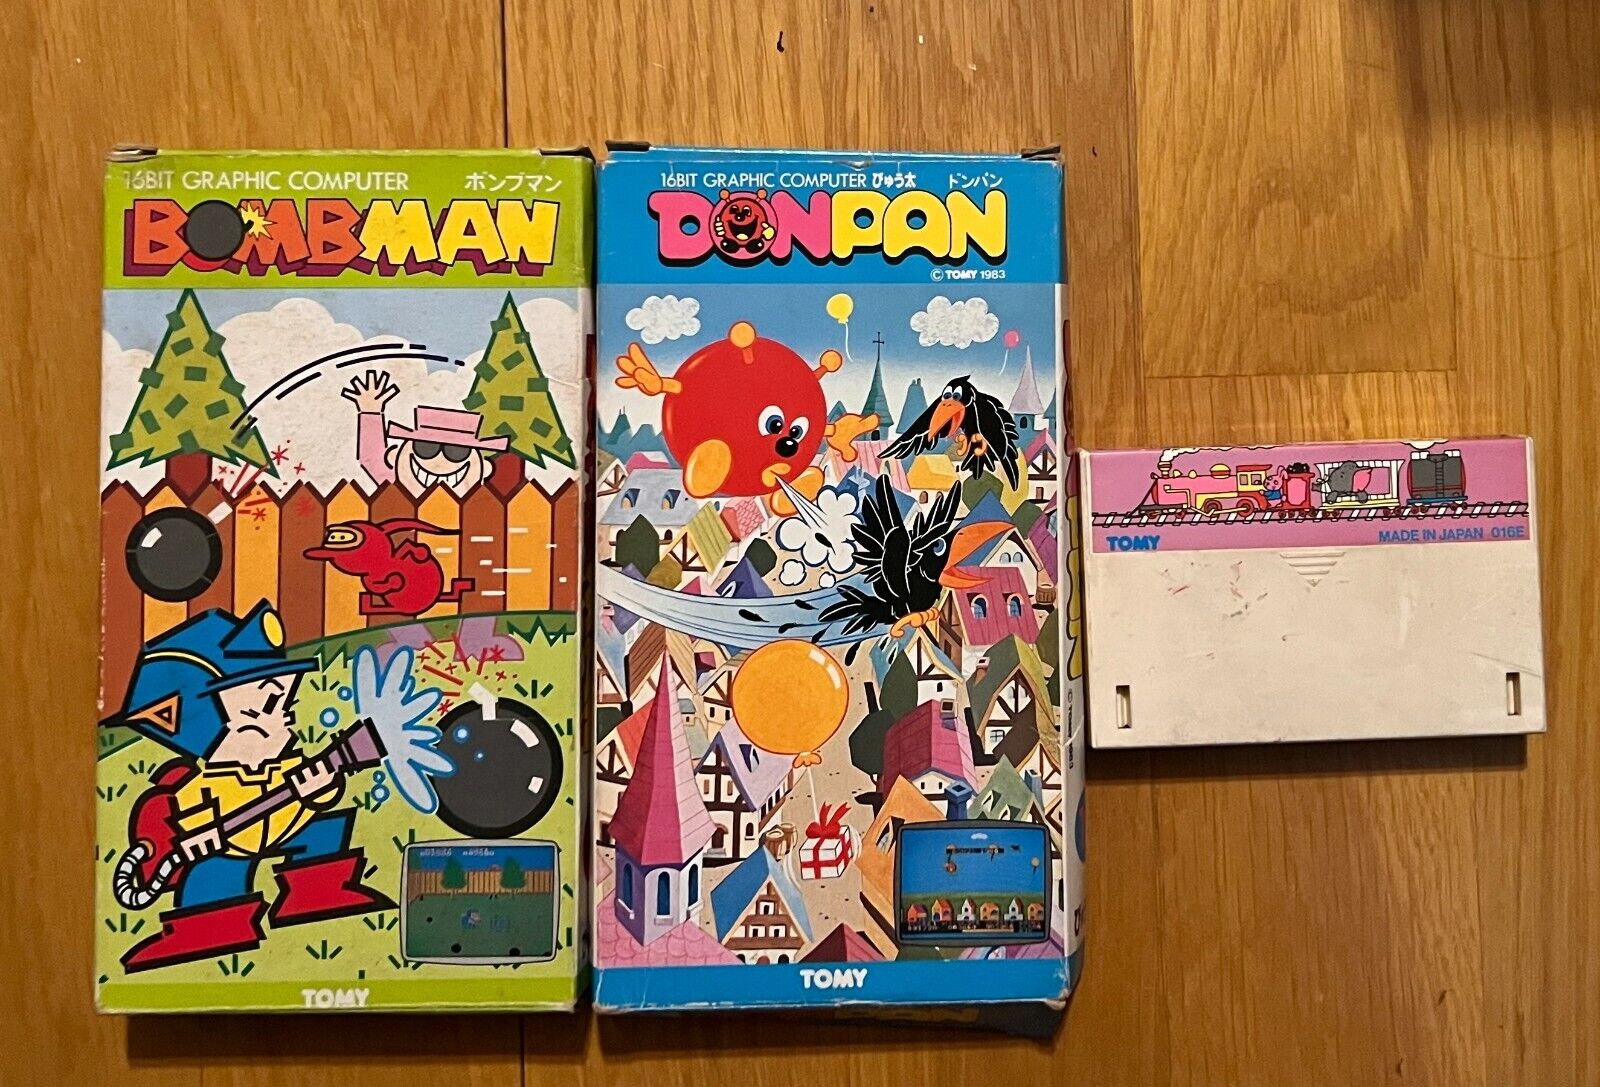 16BIT GRAPHIC COMPUTER ボンブマン
BOMBMAN
TOMY
16BIT GRAPHIC COMPUTER ぴゅう太 ドンパン
DONPAN
© TOMY 1983
TOMY
TOMY MADE IN JAPAN 016E